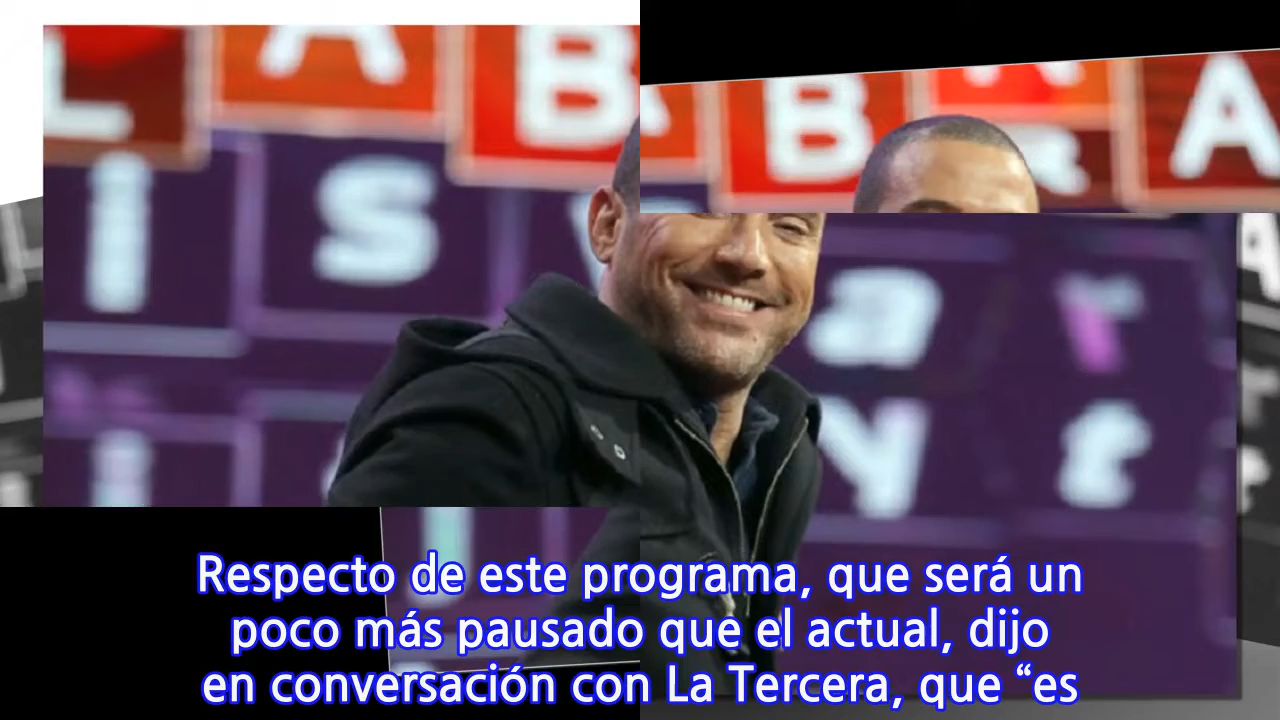 L A B
B R A
i s v a r
y t
Respecto de este programa, que será un
poco más pausado que el actual, dijo
en conversación con La Tercera, que “es